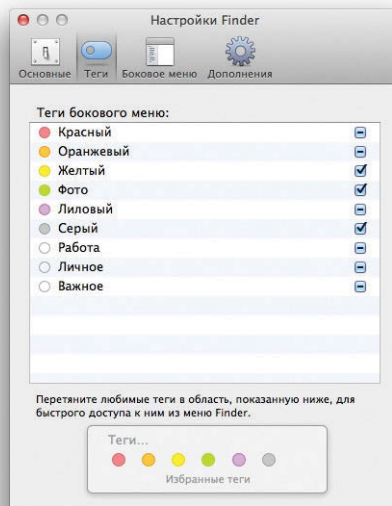 Настройки Finder
Основные Теги Боковое меню Дополнения
Теги бокового меню:
Красный
Оранжевый
Желтый
Фото
Лиловый
Серый
Работа
Личное
Важное
Перетяните любимые теги в область, показанную ниже, для
быстрого доступа к ним из меню Finder.
Теги...
Избранные теги